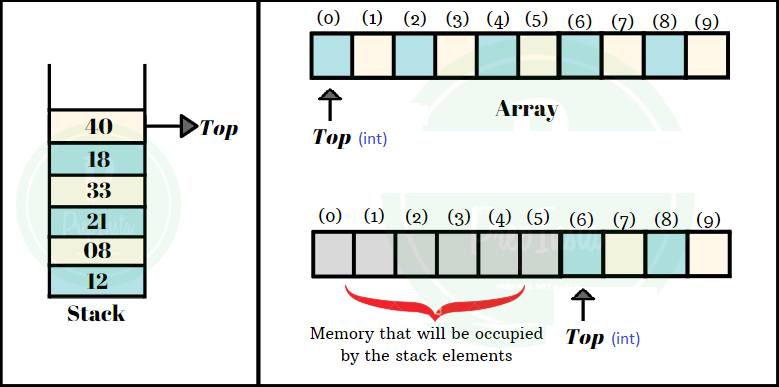 40
Top
18
33
21
08
12
Stack
(0) (1) (2) (3) (4) (5) (6) (7) (8) (9)
Array
Top (int)
(0) (1) (2) (3) (4) (5) (6) (7) (8) (9)
Memory that will be occupied
by the stack elements
Top (int)